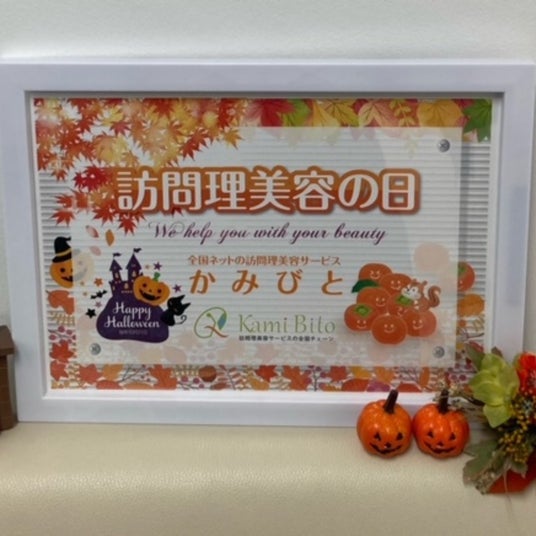 訪問理美容の日
We help you with your beauty
全国ネットの訪問理美容サービス
かみびと
Happy
Halloween
Kami Bito
訪問理美容サービスの全国チェーン